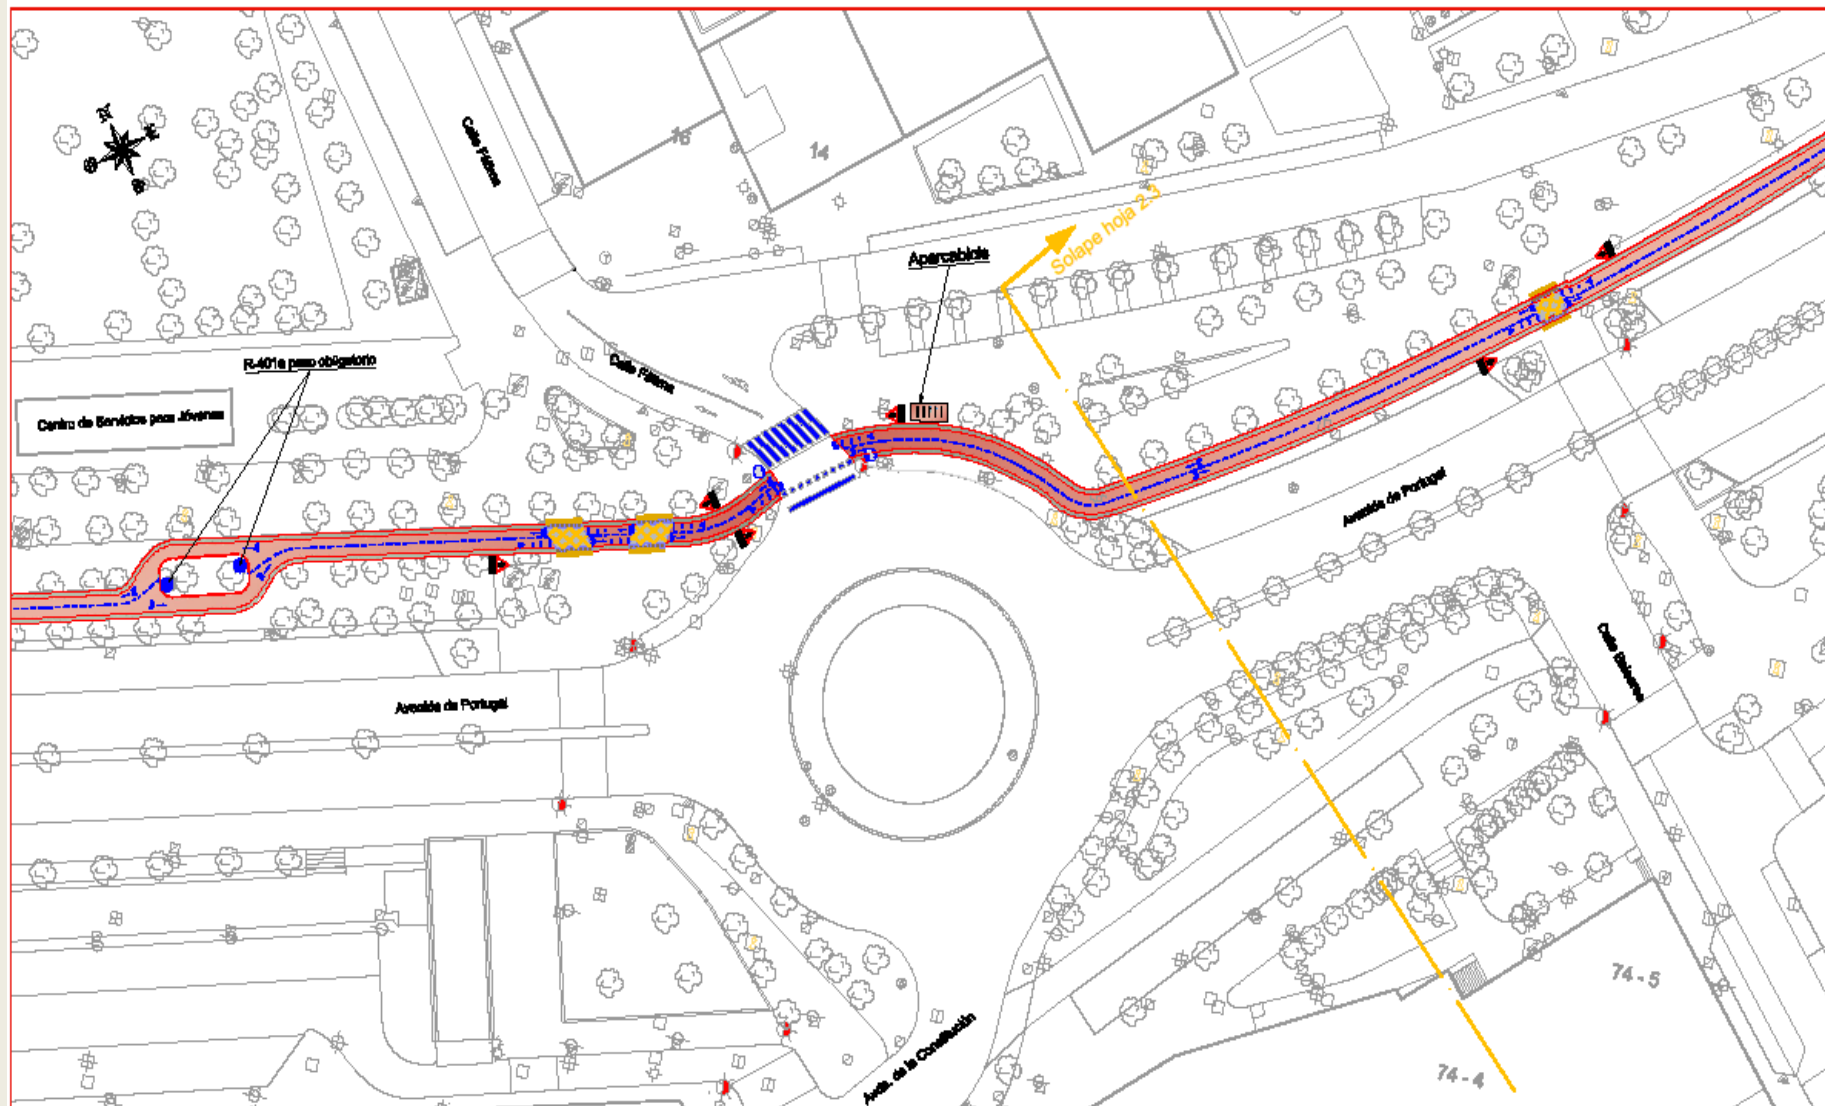 Calle Fátima
16
14
Solape hoja 2.3
Aparcabicis
R-401a paso obligatorio
Calle Fátima
Centro de Servicios para Jóvenes
Avenida de Portugal
Calle Baleares
Avenida de Portugal
74-5
Avda. de la Constitución
74-4